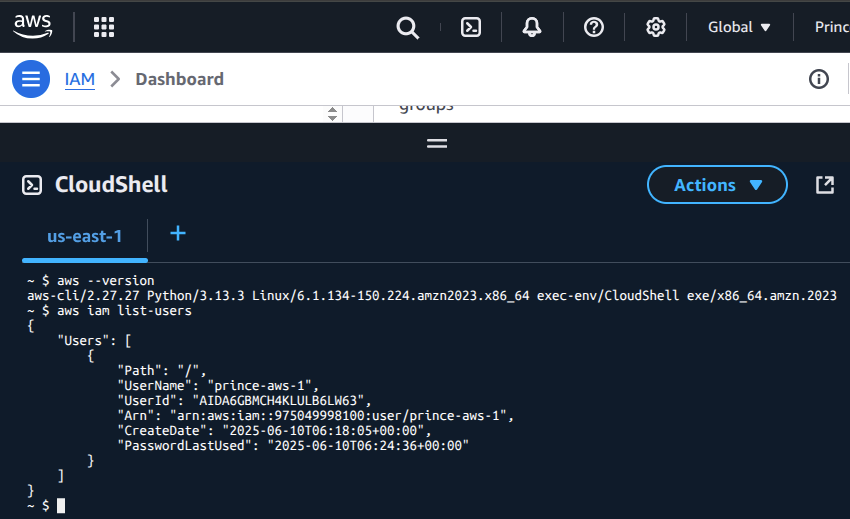 aws
Global
Princ
IAM > Dashboard
groups
CloudShell
Actions
us-east-1 +
~ $ aws --version
aws-cli/2.27.27 Python/3.13.3 Linux/6.1.134-150.224.amzn2023.x86_64 exec-env/CloudShell exe/x86_64.amzn.2023
~ $ aws iam list-users
{
    "Users": [
        {
            "Path": "/",
            "UserName": "prince-aws-1",
            "UserId": "AIDA6GBMCH4KLULB6LW63",
            "Arn": "arn:aws:iam::975049998100:user/prince-aws-1",
            "CreateDate": "2025-06-10T06:18:05+00:00",
            "PasswordLastUsed": "2025-06-10T06:24:36+00:00"
        }
    ]
}
~ $